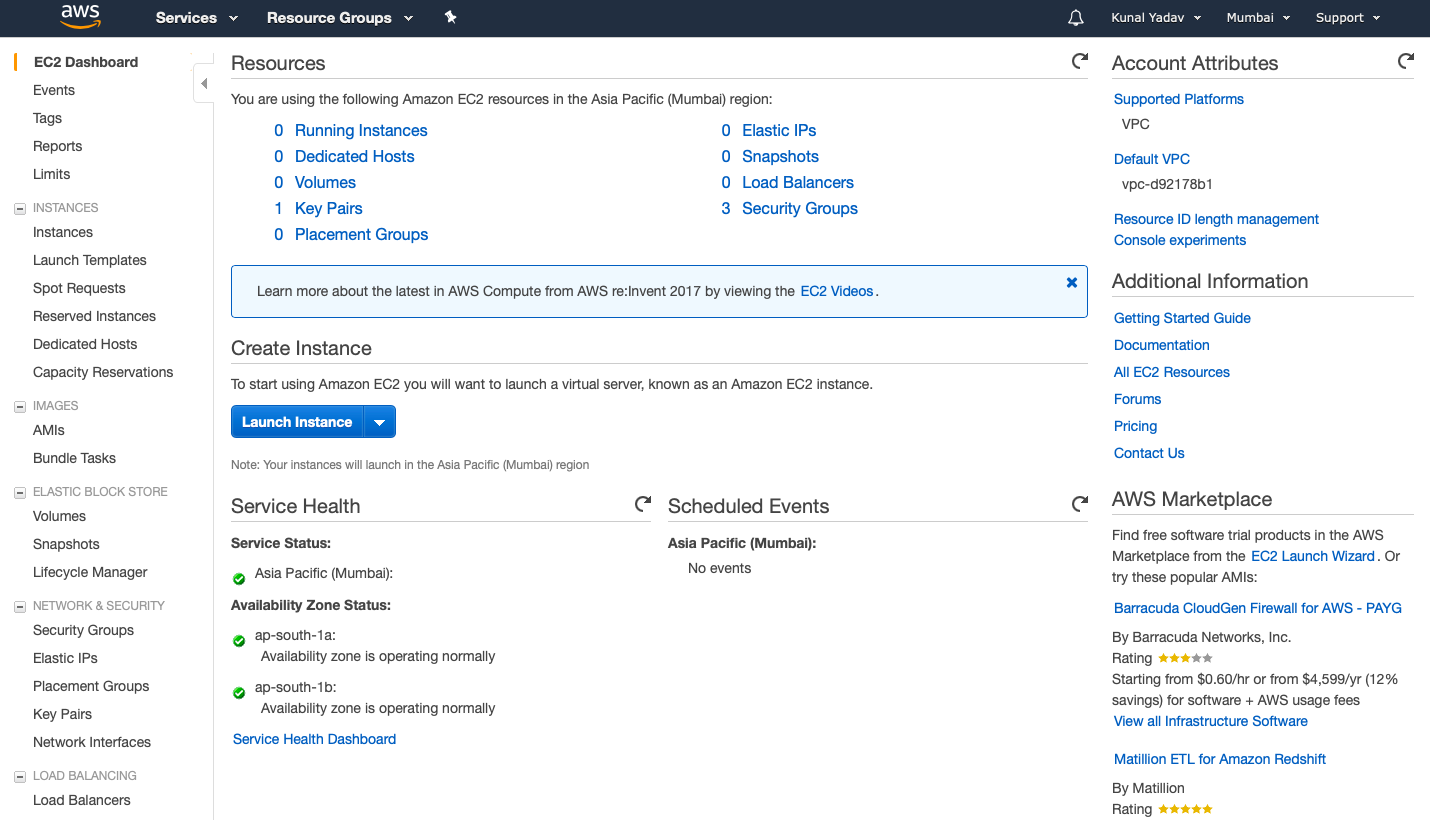 aws
Services
Resource Groups
Kunal Yadav
Mumbai
Support
EC2 Dashboard
Events
Tags
Reports
Limits
INSTANCES
Instances
Launch Templates
Spot Requests
Reserved Instances
Dedicated Hosts
Capacity Reservations
IMAGES
AMIs
Bundle Tasks
ELASTIC BLOCK STORE
Volumes
Snapshots
Lifecycle Manager
NETWORK & SECURITY
Security Groups
Elastic IPs
Placement Groups
Key Pairs
Network Interfaces
LOAD BALANCING
Load Balancers
Resources
You are using the following Amazon EC2 resources in the Asia Pacific (Mumbai) region:
0 Running Instances
0 Dedicated Hosts
0 Volumes
1 Key Pairs
0 Placement Groups
0 Elastic IPs
0 Snapshots
0 Load Balancers
3 Security Groups
Learn more about the latest in AWS Compute from AWS re:Invent 2017 by viewing the EC2 Videos.
Create Instance
To start using Amazon EC2 you will want to launch a virtual server, known as an Amazon EC2 instance.
Launch Instance
Note: Your instances will launch in the Asia Pacific (Mumbai) region
Service Health
Service Status:
Asia Pacific (Mumbai):
Availability Zone Status:
ap-south-1a:
Availability zone is operating normally
ap-south-1b:
Availability zone is operating normally
Service Health Dashboard
Scheduled Events
Asia Pacific (Mumbai):
No events
Account Attributes
Supported Platforms
VPC
Default VPC
vpc-d92178b1
Resource ID length management
Console experiments
Additional Information
Getting Started Guide
Documentation
All EC2 Resources
Forums
Pricing
Contact Us
AWS Marketplace
Find free software trial products in the AWS
Marketplace from the EC2 Launch Wizard. Or
try these popular AMIs:
Barracuda CloudGen Firewall for AWS - PAYG
By Barracuda Networks, Inc.
Rating
Starting from $0.60/hr or from $4,599/yr (12%
savings) for software + AWS usage fees
View all Infrastructure Software
Matillion ETL for Amazon Redshift
By Matillion
Rating